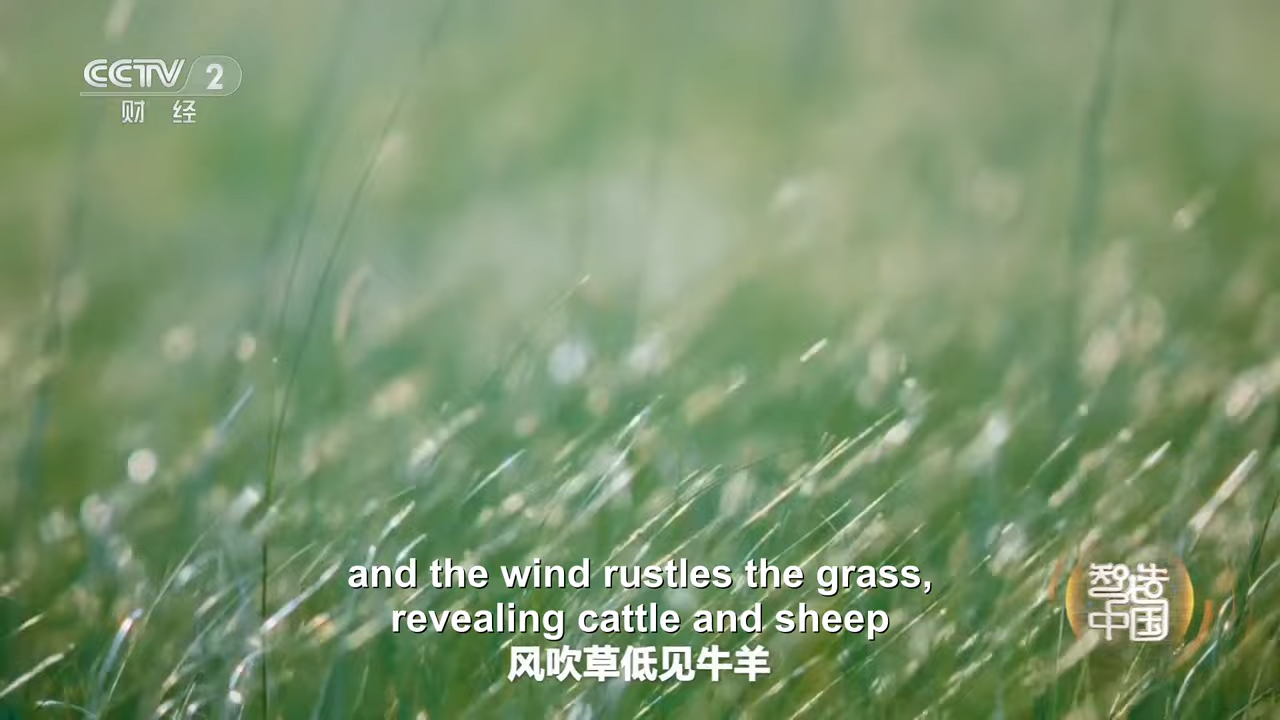 CCTV 2
财经
and the wind rustles the grass,
revealing cattle and sheep
风吹草低见牛羊
智造
中国